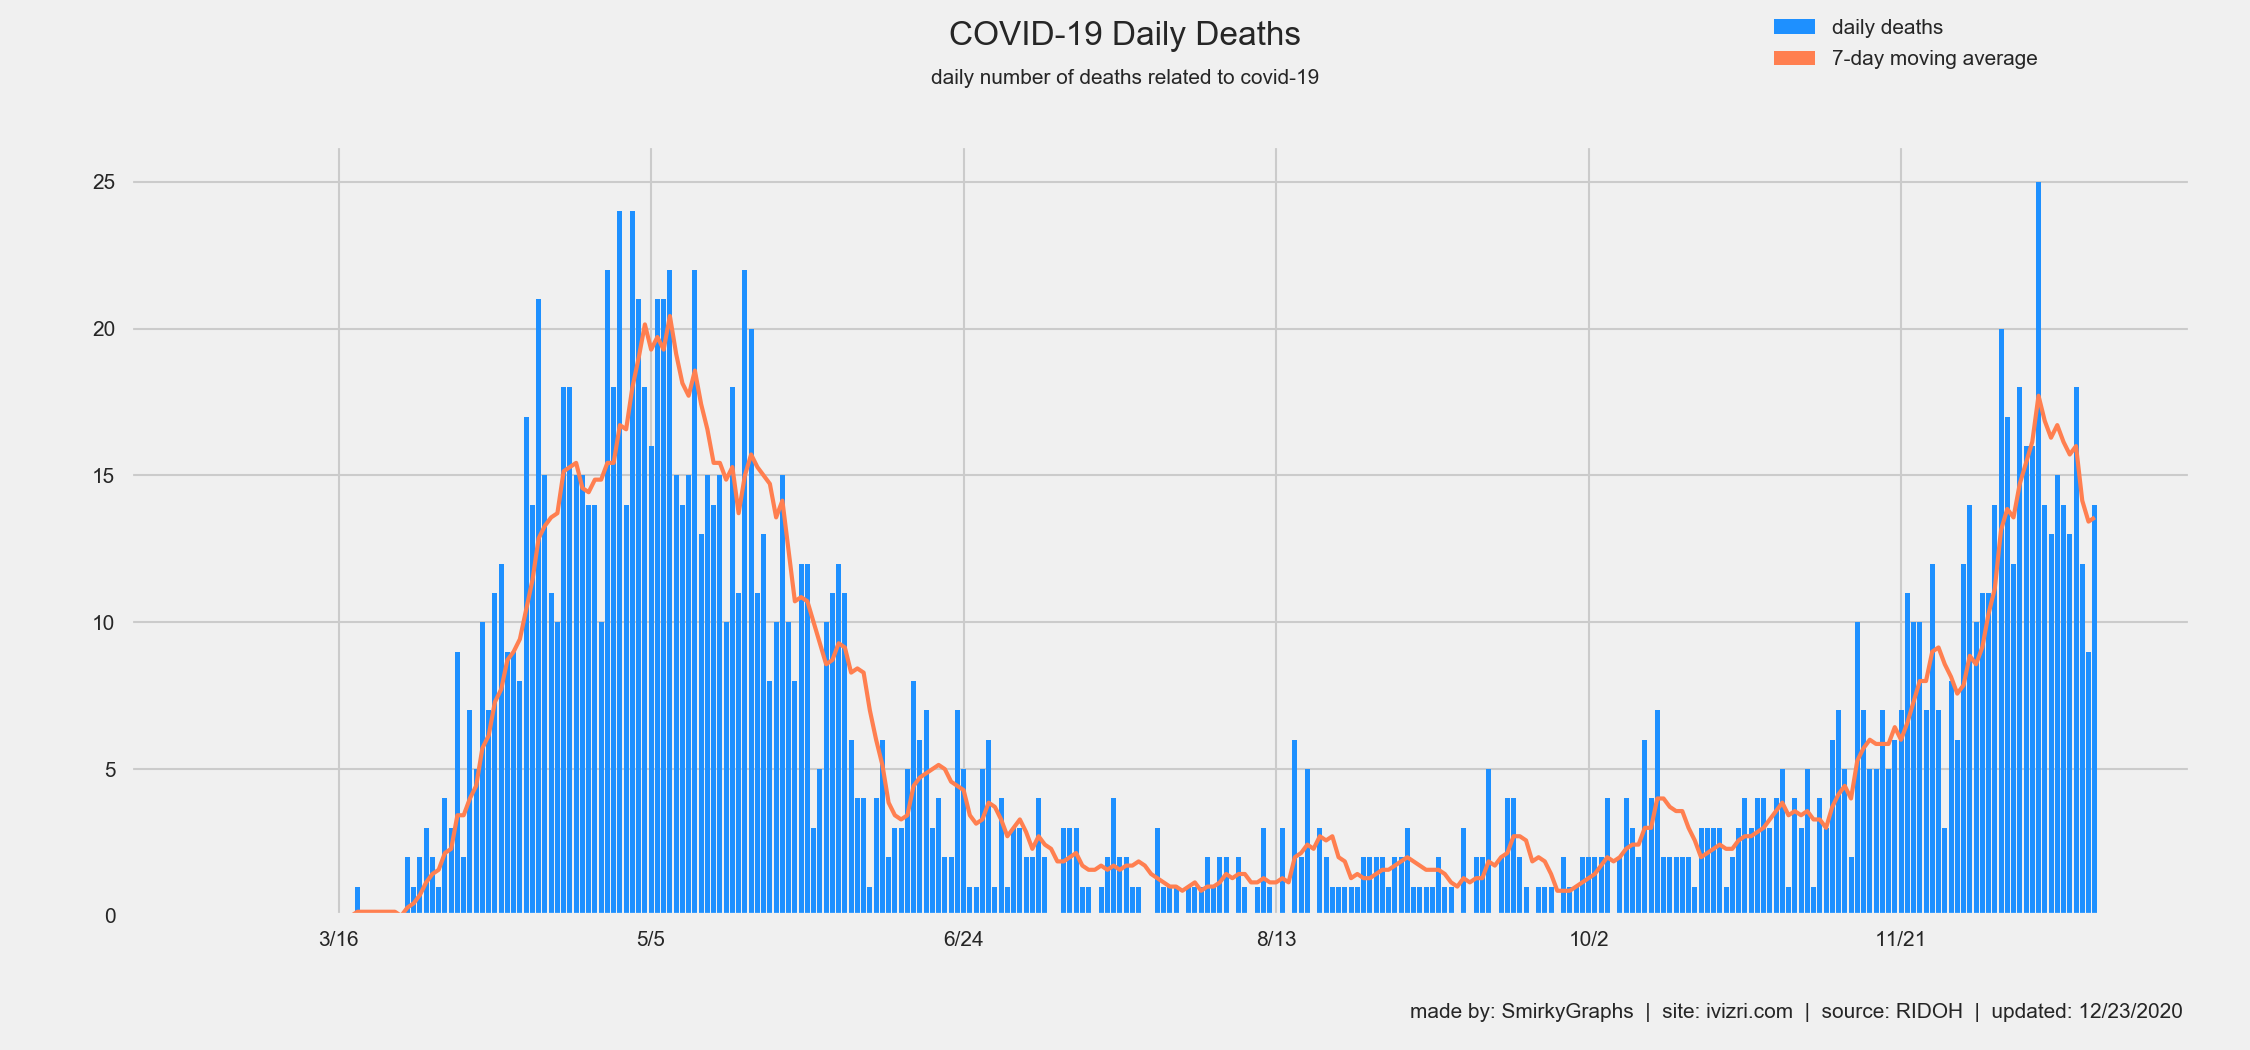 COVID-19 Daily Deaths
daily number of deaths related to covid-19
daily deaths
7-day moving average
25
20
15
10
5
0
3/16 5/5 6/24 8/13 10/2 11/21
made by: SmirkyGraphs | site: ivizri.com | source: RIDOH | updated: 12/23/2020